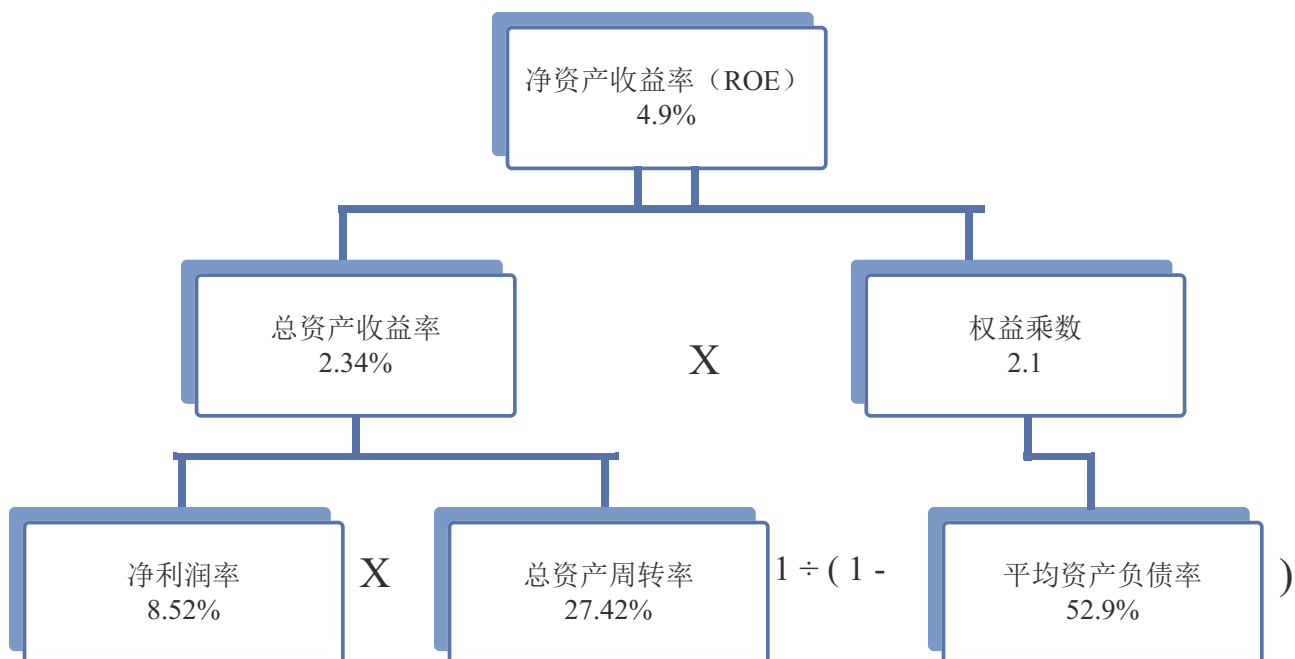 净资产收益率（ROE）
4.9%
总资产收益率
2.34%
X
权益乘数
2.1
净利润率
8.52%
X
总资产周转率
27.42%
1 ÷ ( 1 -
平均资产负债率
52.9%
)